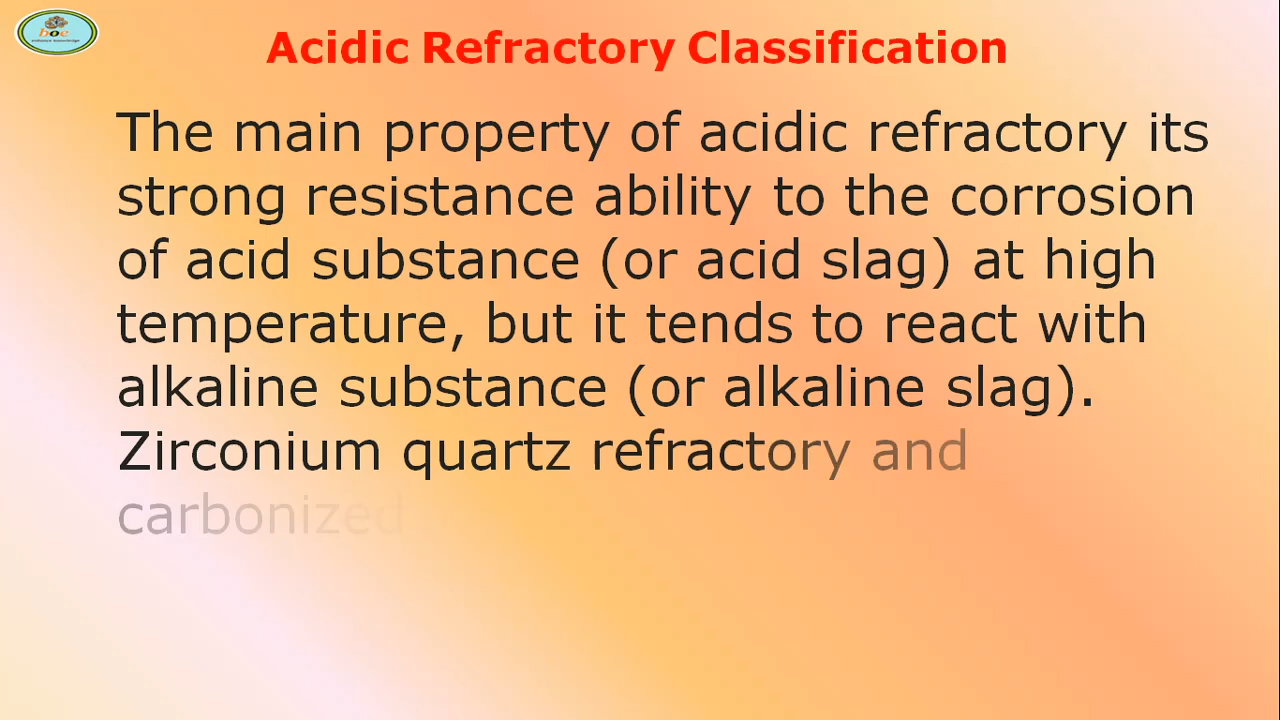 boc
Acidic Refractory Classification
The main property of acidic refractory its
strong resistance ability to the corrosion
of acid substance (or acid slag) at high
temperature, but it tends to react with
alkaline substance (or alkaline slag).
Zirconium quartz refractory and
carbonized